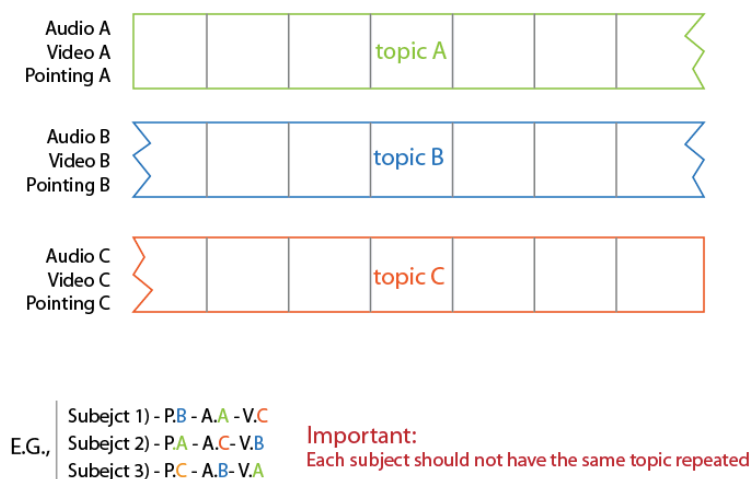 Audio A
Video A
Pointing A
topic A
Audio B
Video B
Pointing B
topic B
Audio C
Video C
Pointing C
topic C
E.G.,
Subejct 1) - P.B - A.A - V.C
Subejct 2) - P.A - A.C- V.B
Subejct 3) - P.C - A.B- V.A
Important:
Each subject should not have the same topic repeated